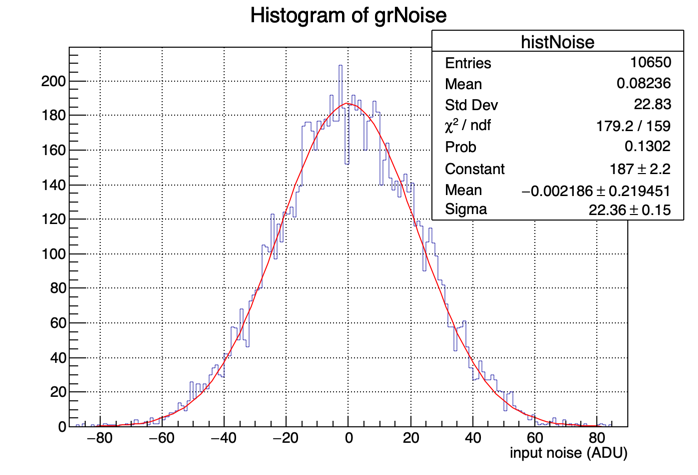 Histogram of grNoise
histNoise
Entries 10650
Mean 0.08236
Std Dev 22.83
χ² / ndf 179.2 / 159
Prob 0.1302
Constant 187 ± 2.2
Mean −0.002186 ± 0.219451
Sigma 22.36 ± 0.15
200
180
160
140
120
100
80
60
40
20
0
−80 −60 −40 −20 0 20 40 60 80
input noise (ADU)